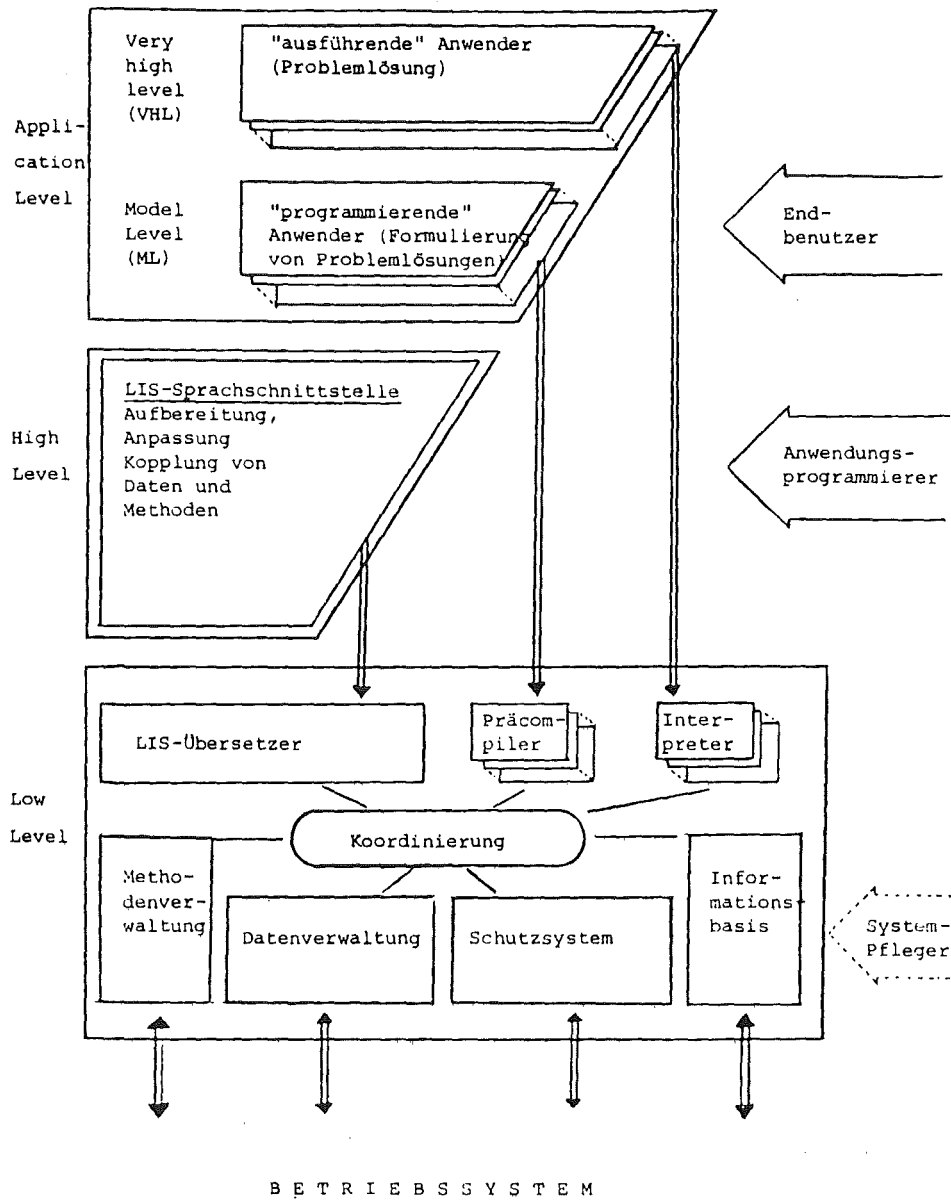 Very
high
level
(VHL)
"ausführende" Anwender
(Problemlösung)
Appli-
cation
Level
Model
Level
(ML)
"programmierende"
Anwender (Formulierung
von Problemlösungen)
End-
benutzer
LIS-Sprachschnittstelle
Aufbereitung,
Anpassung
Kopplung von
Daten und
Methoden
High
Level
Anwendungs-
programmierer
LIS-Übersetzer
Präcom-
piler
Inter-
preter
Low
Level
Koordinierung
Metho-
denver-
waltung
Datenverwaltung
Schutzsystem
Infor-
mations-
basis
System-
Pfleger
BETRIEBSSYSTEM